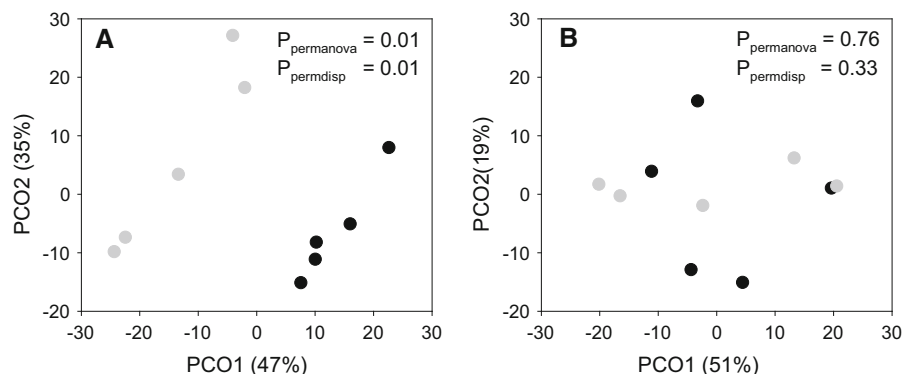 A
P permanova = 0.01
P permdisp = 0.01
30
20
10
0
-10
-20
PCO2 (35%)
-30 -20 -10 0 10 20 30
PCO1 (47%)
B
P permanova = 0.76
P permdisp = 0.33
30
20
10
0
-10
-20
PCO2(19%)
-30 -20 -10 0 10 20 30
PCO1 (51%)